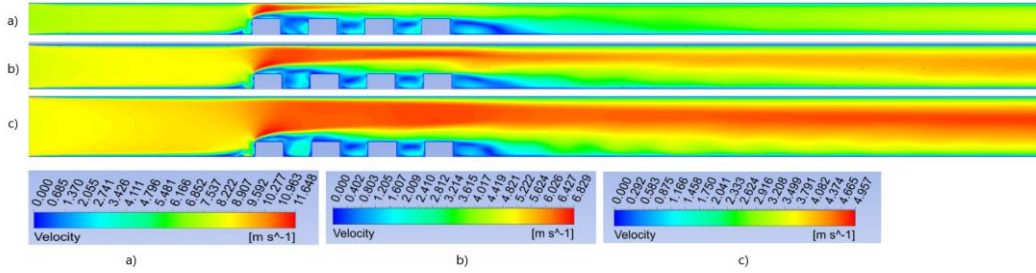 a)
b)
c)
0.000 0.685 1.370 2.055 2.741 3.426 4.111 4.796 5.481 6.166 6.852 7.537 8.222 8.907 9.592 10.277 10.963 11.648
Velocity [m s^-1]
a)
0.000 0.402 0.803 1.205 1.607 2.009 2.410 2.812 3.214 3.615 4.017 4.419 4.821 5.222 5.624 6.026 6.427 6.829
Velocity [m s^-1]
b)
0.000 0.292 0.583 0.875 1.166 1.458 1.750 2.041 2.333 2.624 2.916 3.208 3.499 3.791 4.082 4.374 4.665 4.957
Velocity [m s^-1]
c)